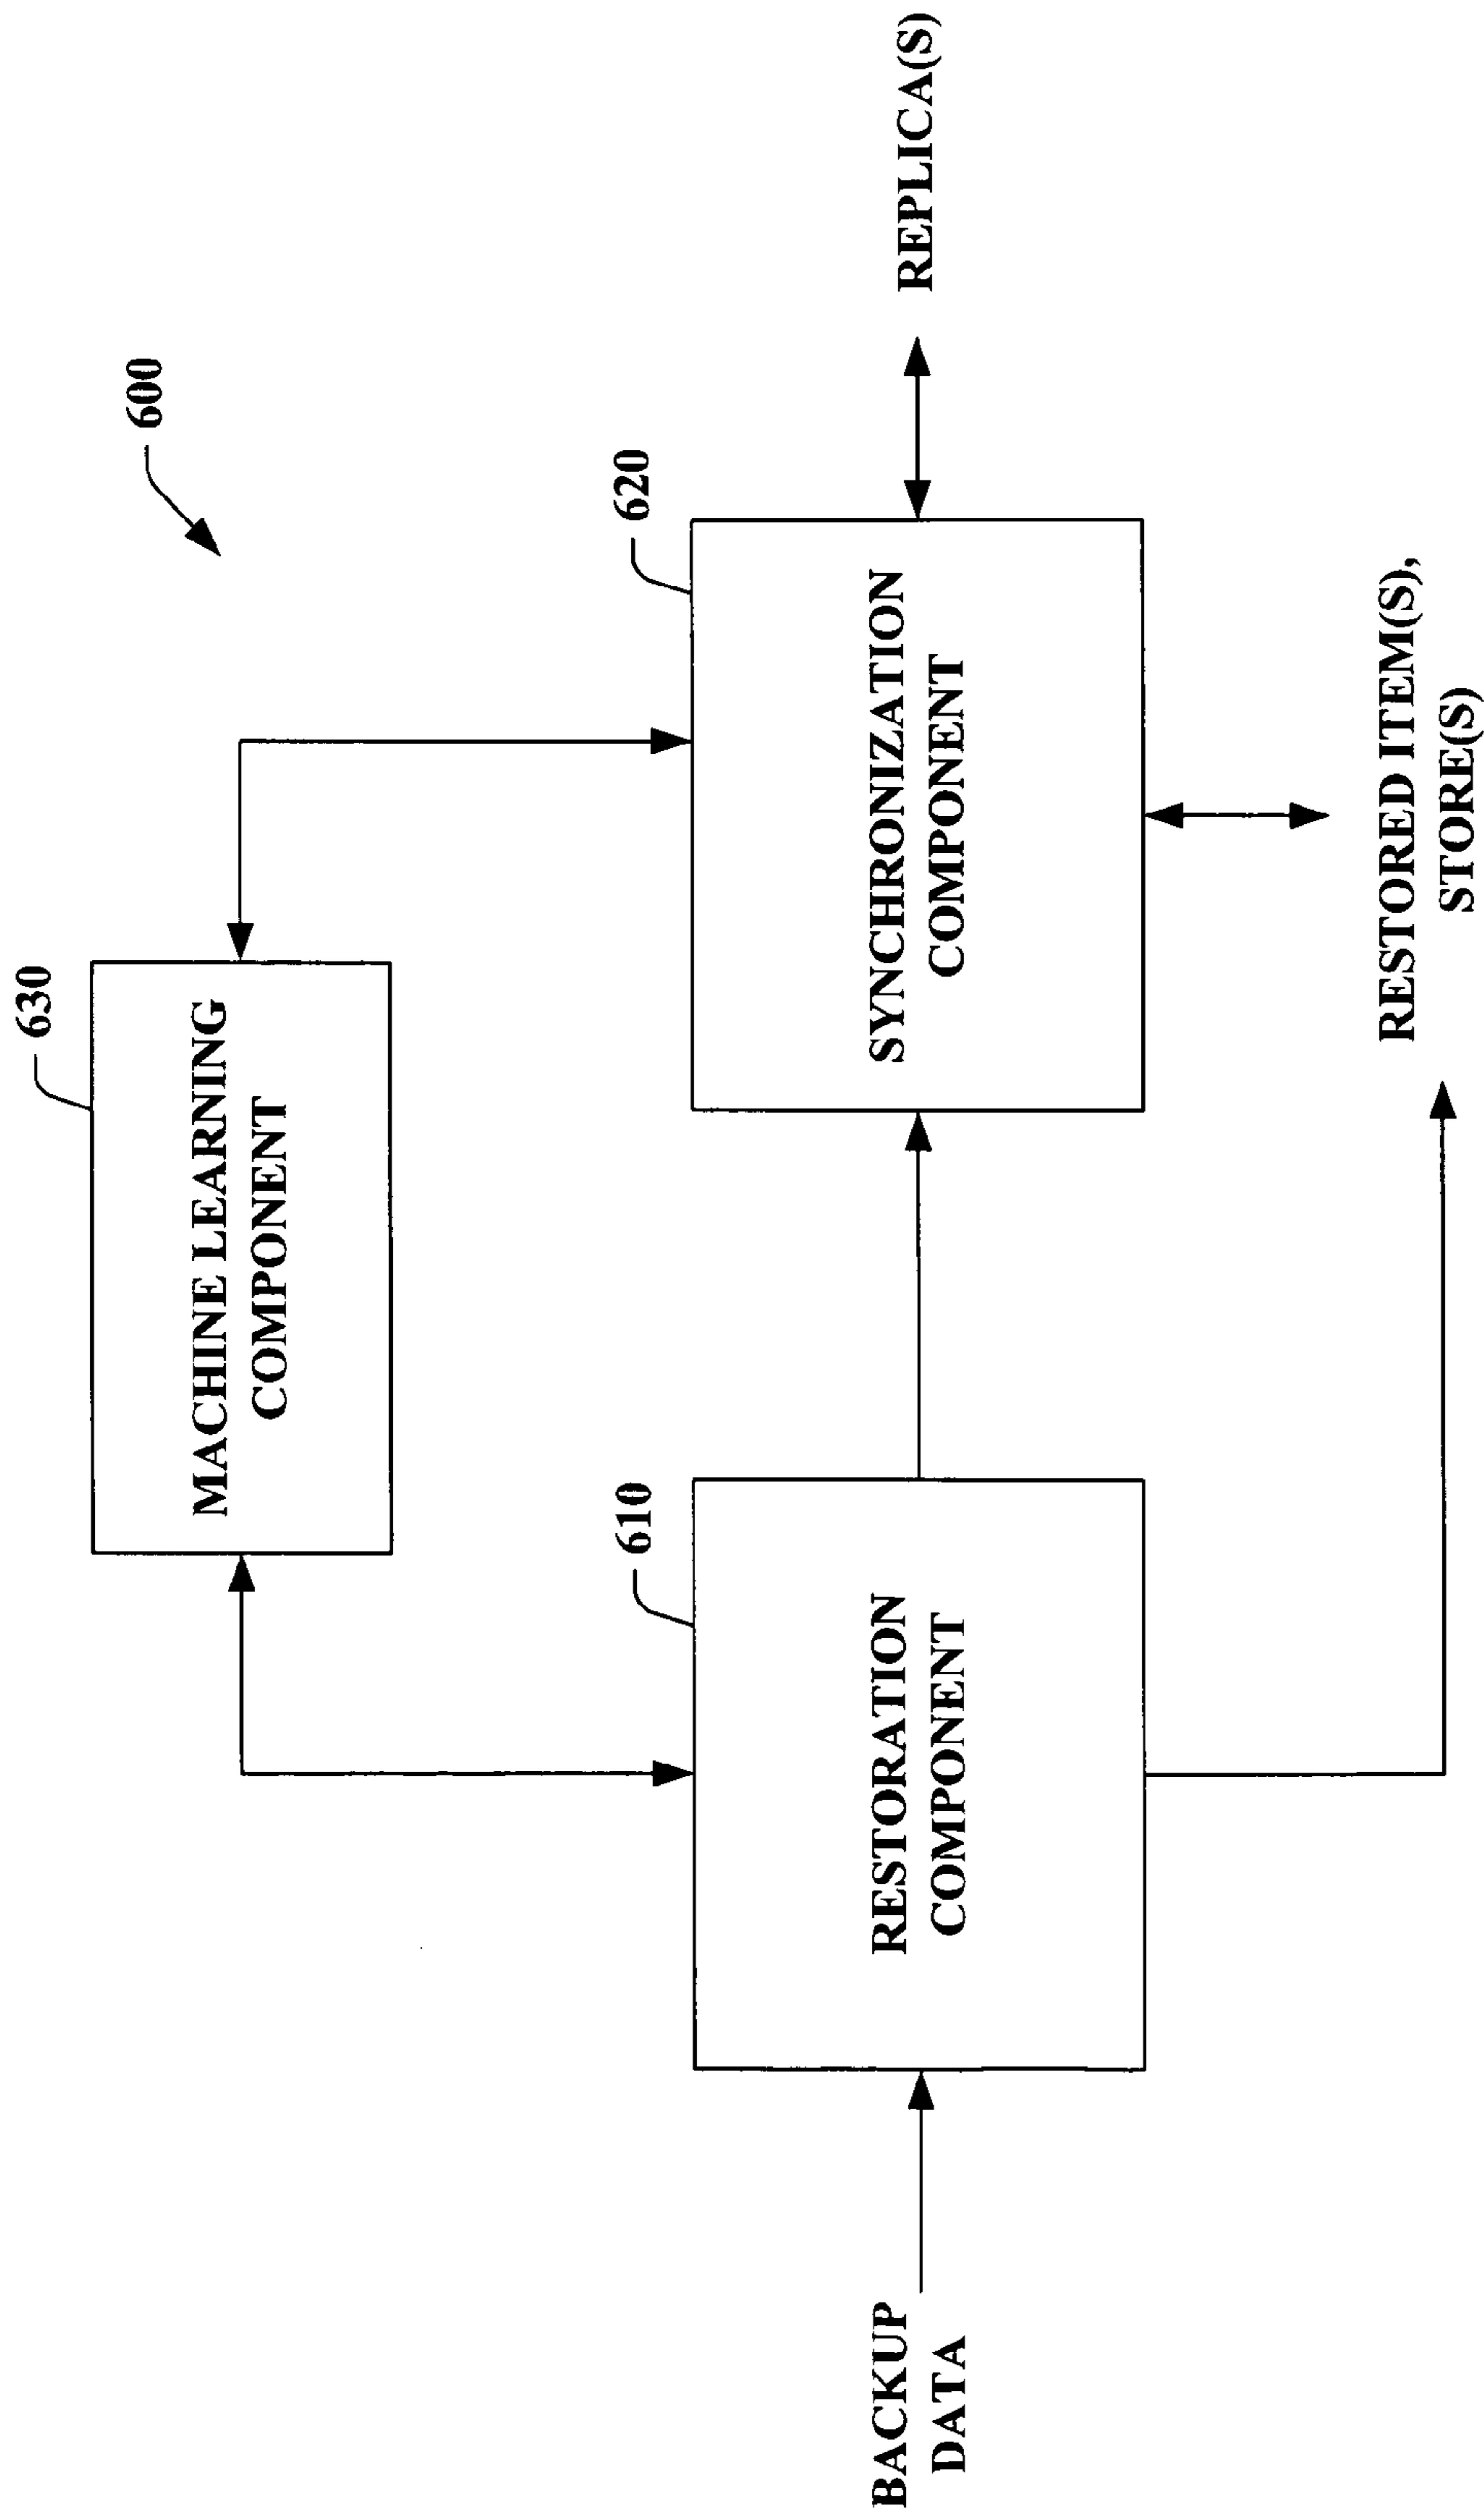 600
630
MACHINE LEARNING
COMPONENT
610
620
BACKUP
DATA
RESTORATION
COMPONENT
SYNCHRONIZATION
COMPONENT
REPLICA(S)
RESTORED ITEM(S),
STORE(S)